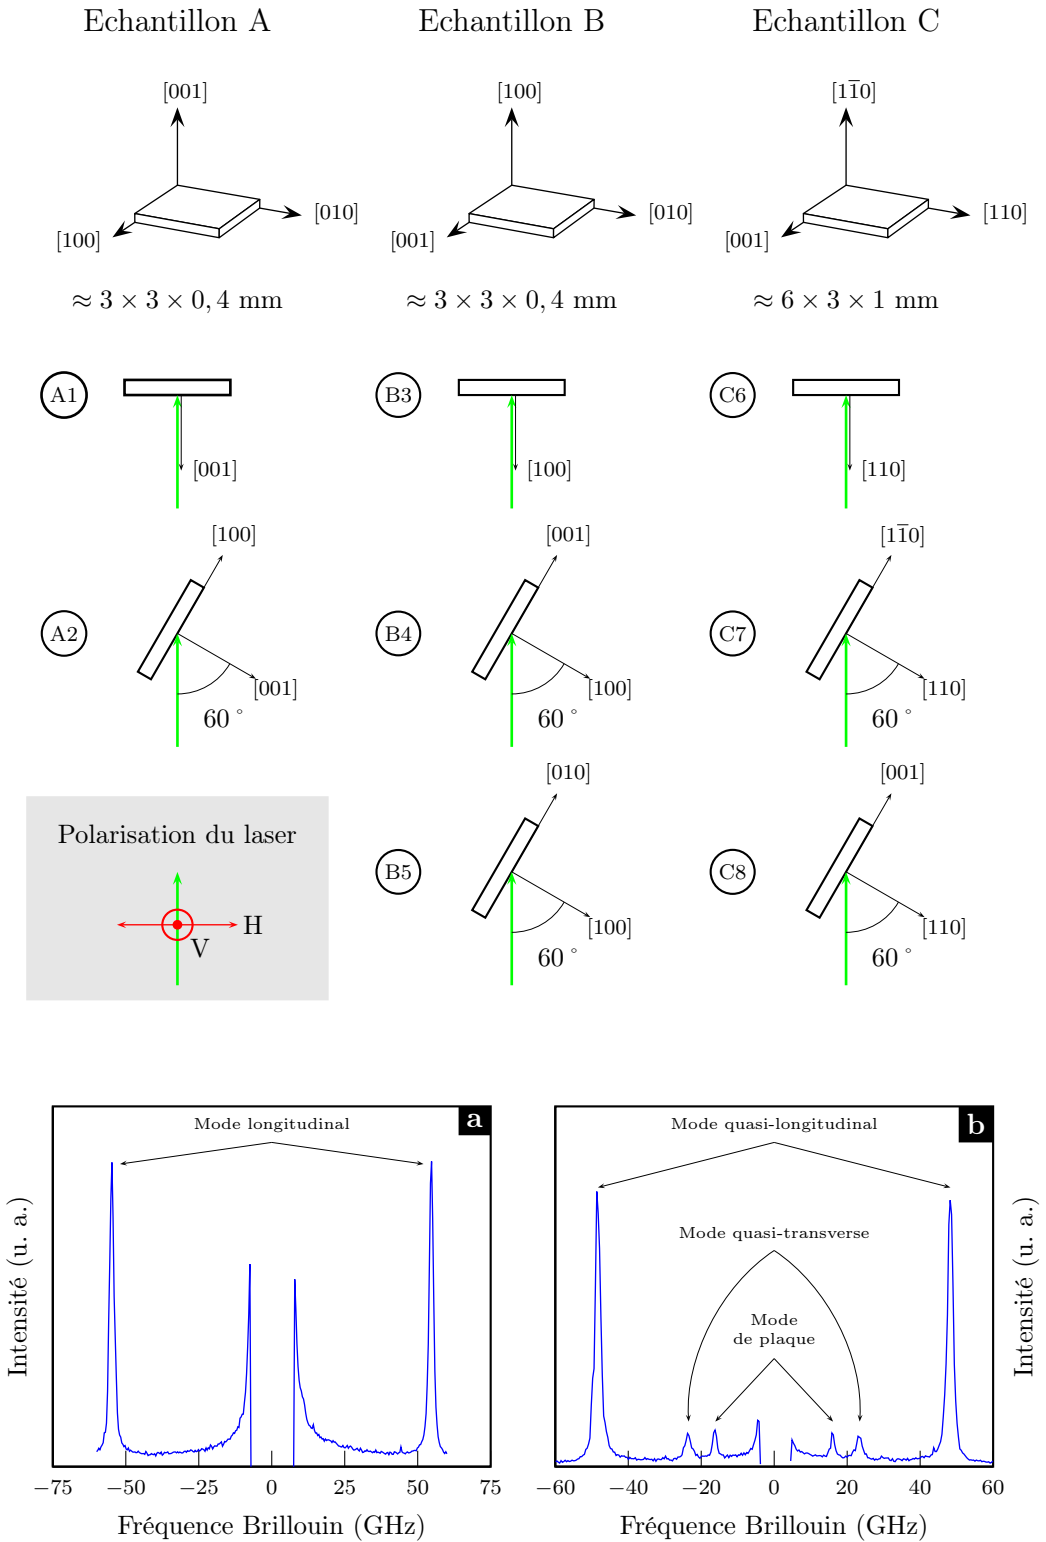 Echantillon A
Echantillon B
Echantillon C
[001]
[100]
[11̅0]
[010]
[010]
[110]
[100]
[001]
[001]
≈ 3 × 3 × 0, 4 mm
≈ 3 × 3 × 0, 4 mm
≈ 6 × 3 × 1 mm
A1
B3
C6
[001]
[100]
[110]
[100]
[001]
[11̅0]
A2
B4
C7
[001]
[100]
[110]
60 °
60 °
60 °
[010]
[001]
Polarisation du laser
H
V
B5
C8
[100]
[110]
60 °
60 °
a
Mode longitudinal
Intensité (u. a.)
−75 −50 −25 0 25 50 75
Fréquence Brillouin (GHz)
b
Mode quasi-longitudinal
Mode quasi-transverse
Mode
de plaque
Intensité (u. a.)
−60 −40 −20 0 20 40 60
Fréquence Brillouin (GHz)